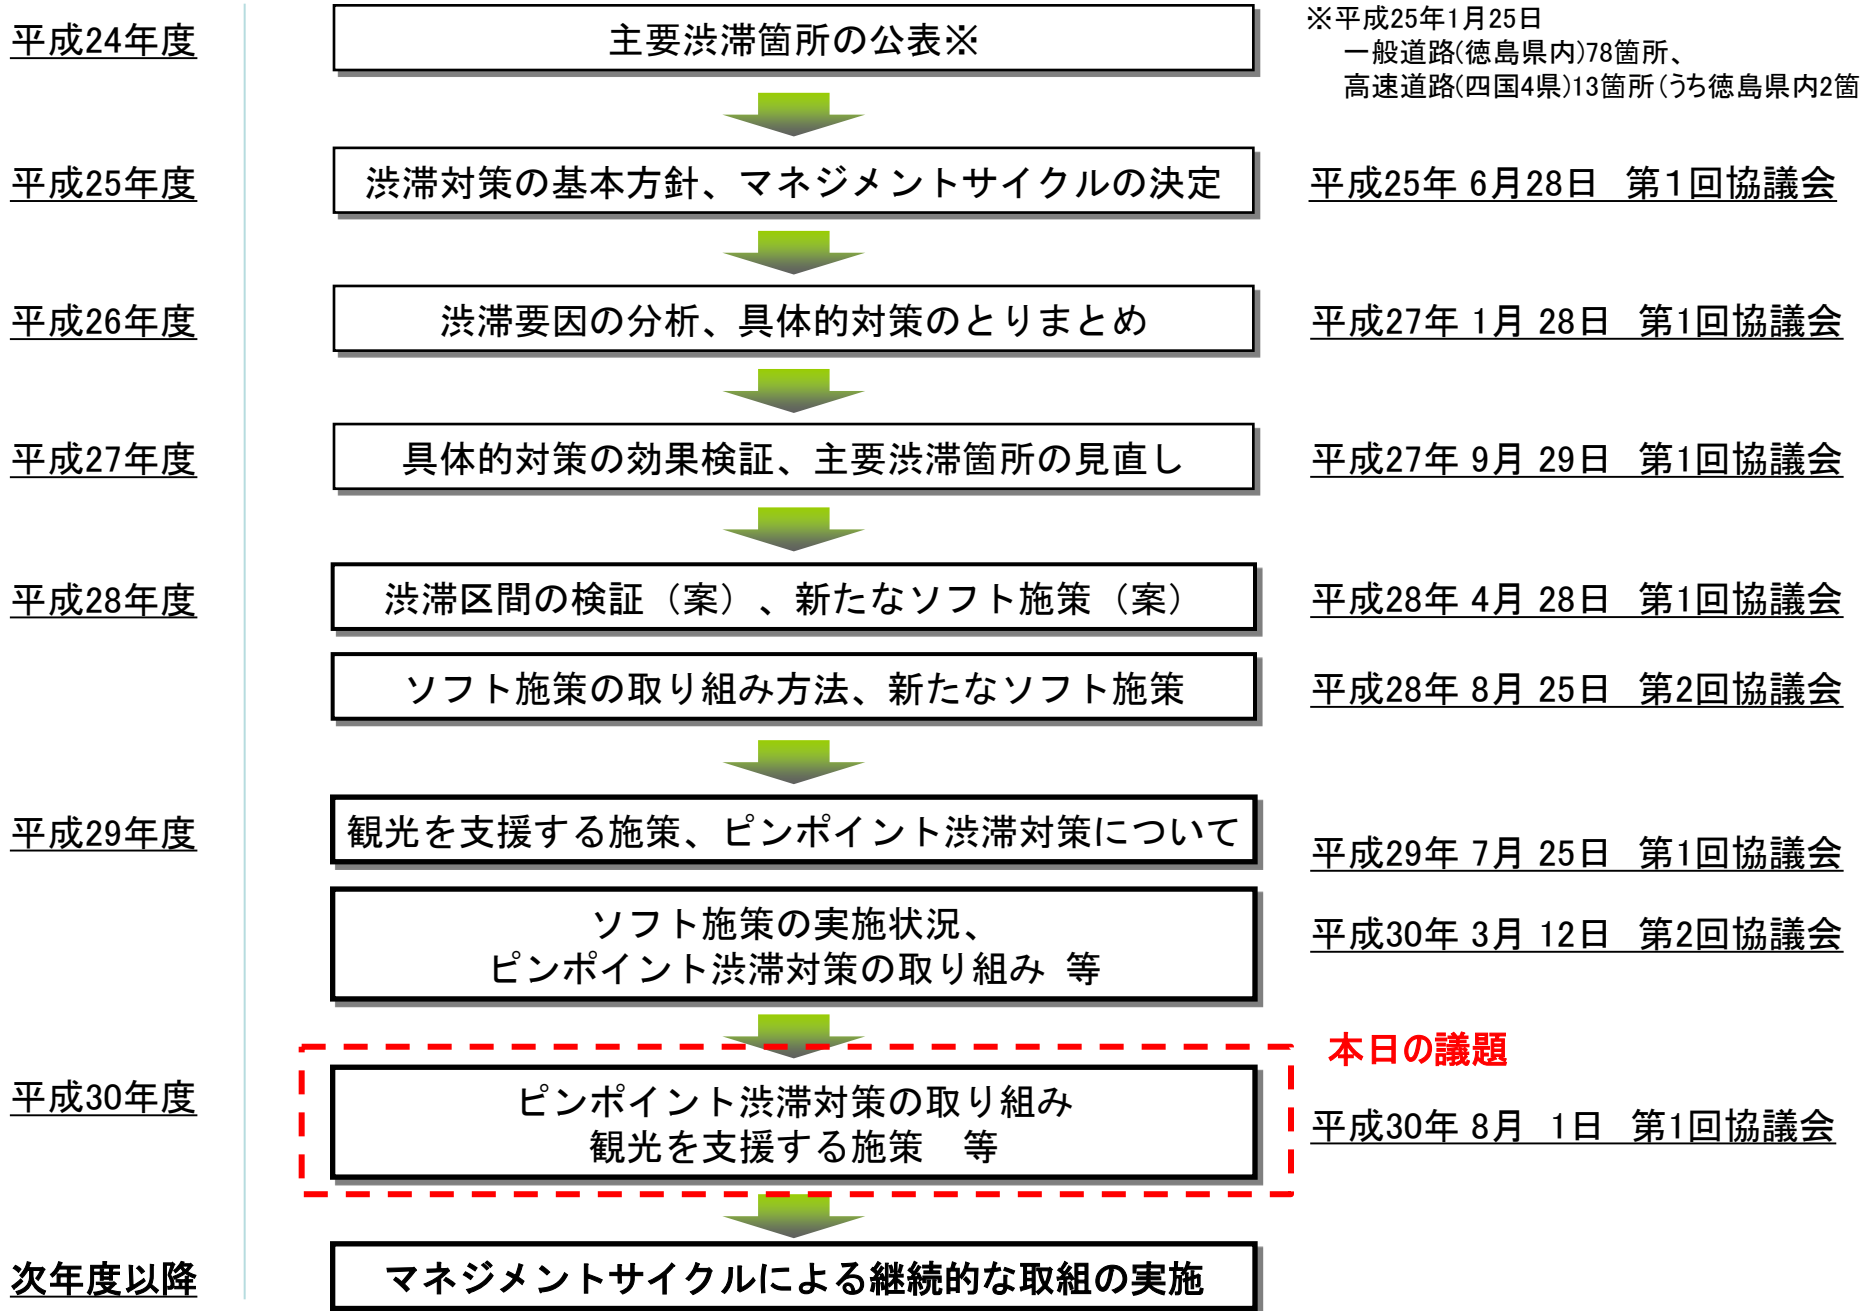 平成24年度
主要渋滞箇所の公表※
※平成25年1月25日
一般道路(徳島県内)78箇所、
高速道路(四国4県)13箇所(うち徳島県内2箇
平成25年度
渋滞対策の基本方針、マネジメントサイクルの決定
平成25年 6月28日　第１回協議会
平成26年度
渋滞要因の分析、具体的対策のとりまとめ
平成27年 1月 28日　第1回協議会
平成27年度
具体的対策の効果検証、主要渋滞箇所の見直し
平成27年 9月 29日　第1回協議会
平成28年度
渋滞区間の検証（案）、新たなソフト施策（案）
平成28年 4月 28日　第1回協議会
ソフト施策の取り組み方法、新たなソフト施策
平成28年 8月 25日　第2回協議会
平成29年度
観光を支援する施策、ピンポイント渋滞対策について
平成29年 7月 25日　第1回協議会
ソフト施策の実施状況、
ピンポイント渋滞対策の取り組み 等
平成30年 3月 12日　第2回協議会
本日の議題
平成30年度
ピンポイント渋滞対策の取り組み
観光を支援する施策　等
平成30年 8月　1日　第1回協議会
次年度以降
マネジメントサイクルによる継続的な取組の実施